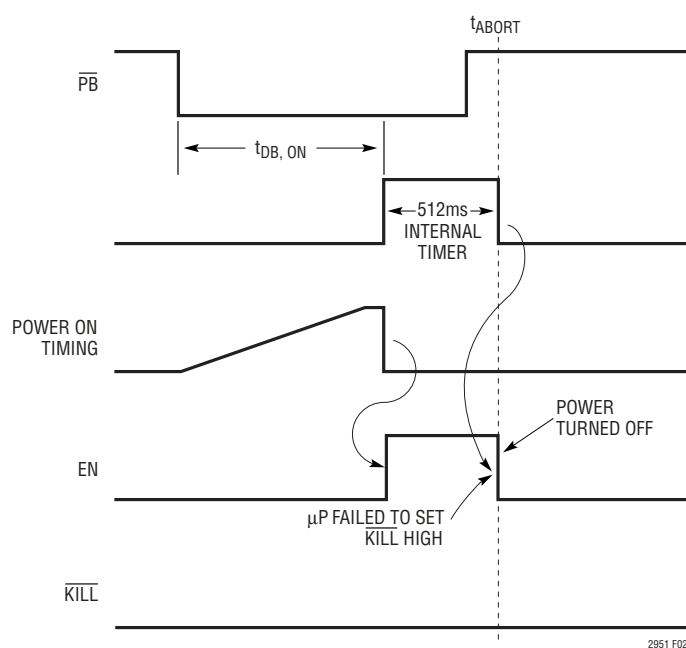 tABORT
PB
tDB, ON
512ms
INTERNAL
TIMER
POWER ON
TIMING
POWER
TURNED OFF
EN
µP FAILED TO SET
KILL HIGH
KILL
2951 F02